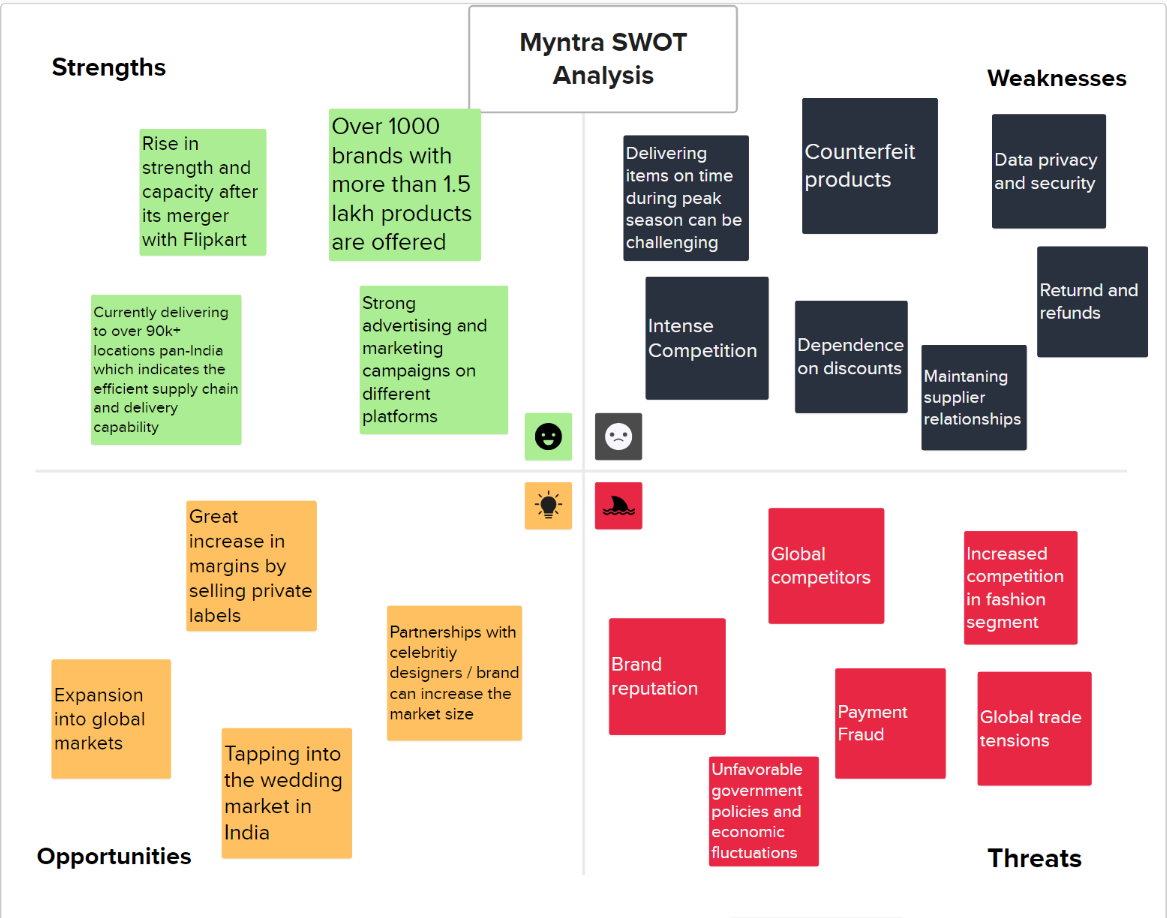 Myntra SWOT
Analysis
Strengths
Rise in
strength and
capacity after
its merger
with Flipkart
Over 1000
brands with
more than 1.5
lakh products
are offered
Currently delivering
to over 90k+
locations pan-India
which indicates the
efficient supply chain
and delivery
capability
Strong
advertising and
marketing
campaigns on
different
platforms
Weaknesses
Delivering
items on time
during peak
season can be
challenging
Counterfeit
products
Data privacy
and security
Intense
Competition
Dependence
on discounts
Maintaning
supplier
relationships
Returnd and
refunds
Great
increase in
margins by
selling private
labels
Partnerships with
celebritiy
designers / brand
can increase the
market size
Expansion
into global
markets
Tapping into
the wedding
market in
India
Opportunities
Global
competitors
Increased
competition
in fashion
segment
Brand
reputation
Payment
Fraud
Global trade
tensions
Unfavorable
government
policies and
economic
fluctuations
Threats